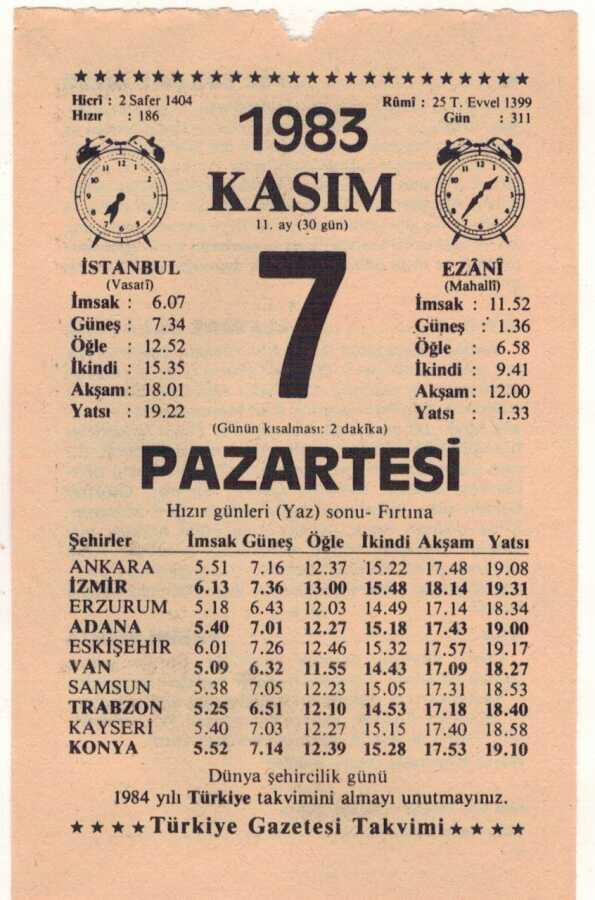 ★★★★★★★★★★★★★★★★★★★★★★★★
Hicrî : 2 Safer 1404
Hızır : 186
Rûmî : 25 T. Evvel 1399
Gün : 311
1983
KASIM
11. ay (30 gün)
7
İSTANBUL
(Vasatî)
İmsak : 6.07
Güneş : 7.34
Öğle : 12.52
İkindi : 15.35
Akşam: 18.01
Yatsı : 19.22
EZÂNÎ
(Mahallî)
İmsak : 11.52
Güneş : 1.36
Öğle : 6.58
İkindi : 9.41
Akşam: 12.00
Yatsı : 1.33
(Günün kısalması: 2 dakîka)
PAZARTESİ
Hızır günleri (Yaz) sonu- Fırtına
Şehirler İmsak Güneş Öğle İkindi Akşam Yatsı
ANKARA 5.51 7.16 12.37 15.22 17.48 19.08
İZMİR 6.13 7.36 13.00 15.48 18.14 19.31
ERZURUM 5.18 6.43 12.03 14.49 17.14 18.34
ADANA 5.40 7.01 12.27 15.18 17.43 19.00
ESKİŞEHİR 6.01 7.26 12.46 15.32 17.57 19.17
VAN 5.09 6.32 11.55 14.43 17.09 18.27
SAMSUN 5.38 7.05 12.23 15.05 17.31 18.53
TRABZON 5.25 6.51 12.10 14.53 17.18 18.40
KAYSERİ 5.40 7.03 12.27 15.15 17.40 18.58
KONYA 5.52 7.14 12.39 15.28 17.53 19.10
Dünya şehircilik günü
1984 yılı Türkiye takvimini almayı unutmayınız.
★★★★Türkiye Gazetesi Takvimi★★★★